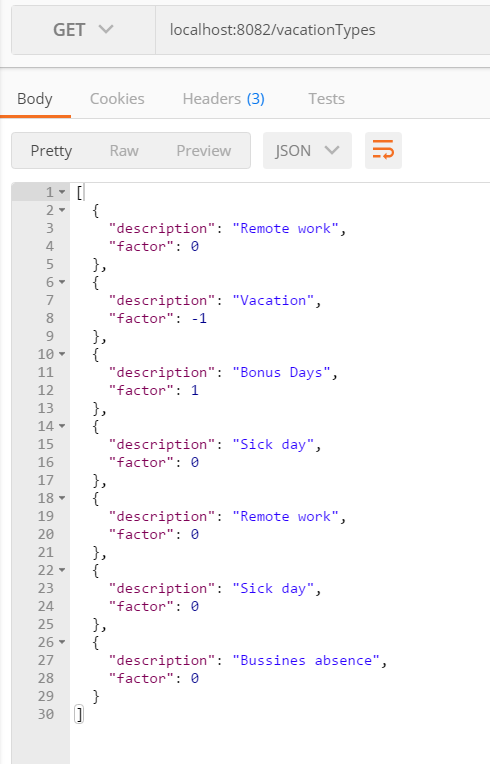 GET localhost:8082/vacationTypes
Body Cookies Headers (3) Tests
Pretty Raw Preview JSON
1 [
2 {
3 "description": "Remote work",
4 "factor": 0
5 },
6 {
7 "description": "Vacation",
8 "factor": -1
9 },
10 {
11 "description": "Bonus Days",
12 "factor": 1
13 },
14 {
15 "description": "Sick day",
16 "factor": 0
17 },
18 {
19 "description": "Remote work",
20 "factor": 0
21 },
22 {
23 "description": "Sick day",
24 "factor": 0
25 },
26 {
27 "description": "Bussines absence",
28 "factor": 0
29 }
30 ]